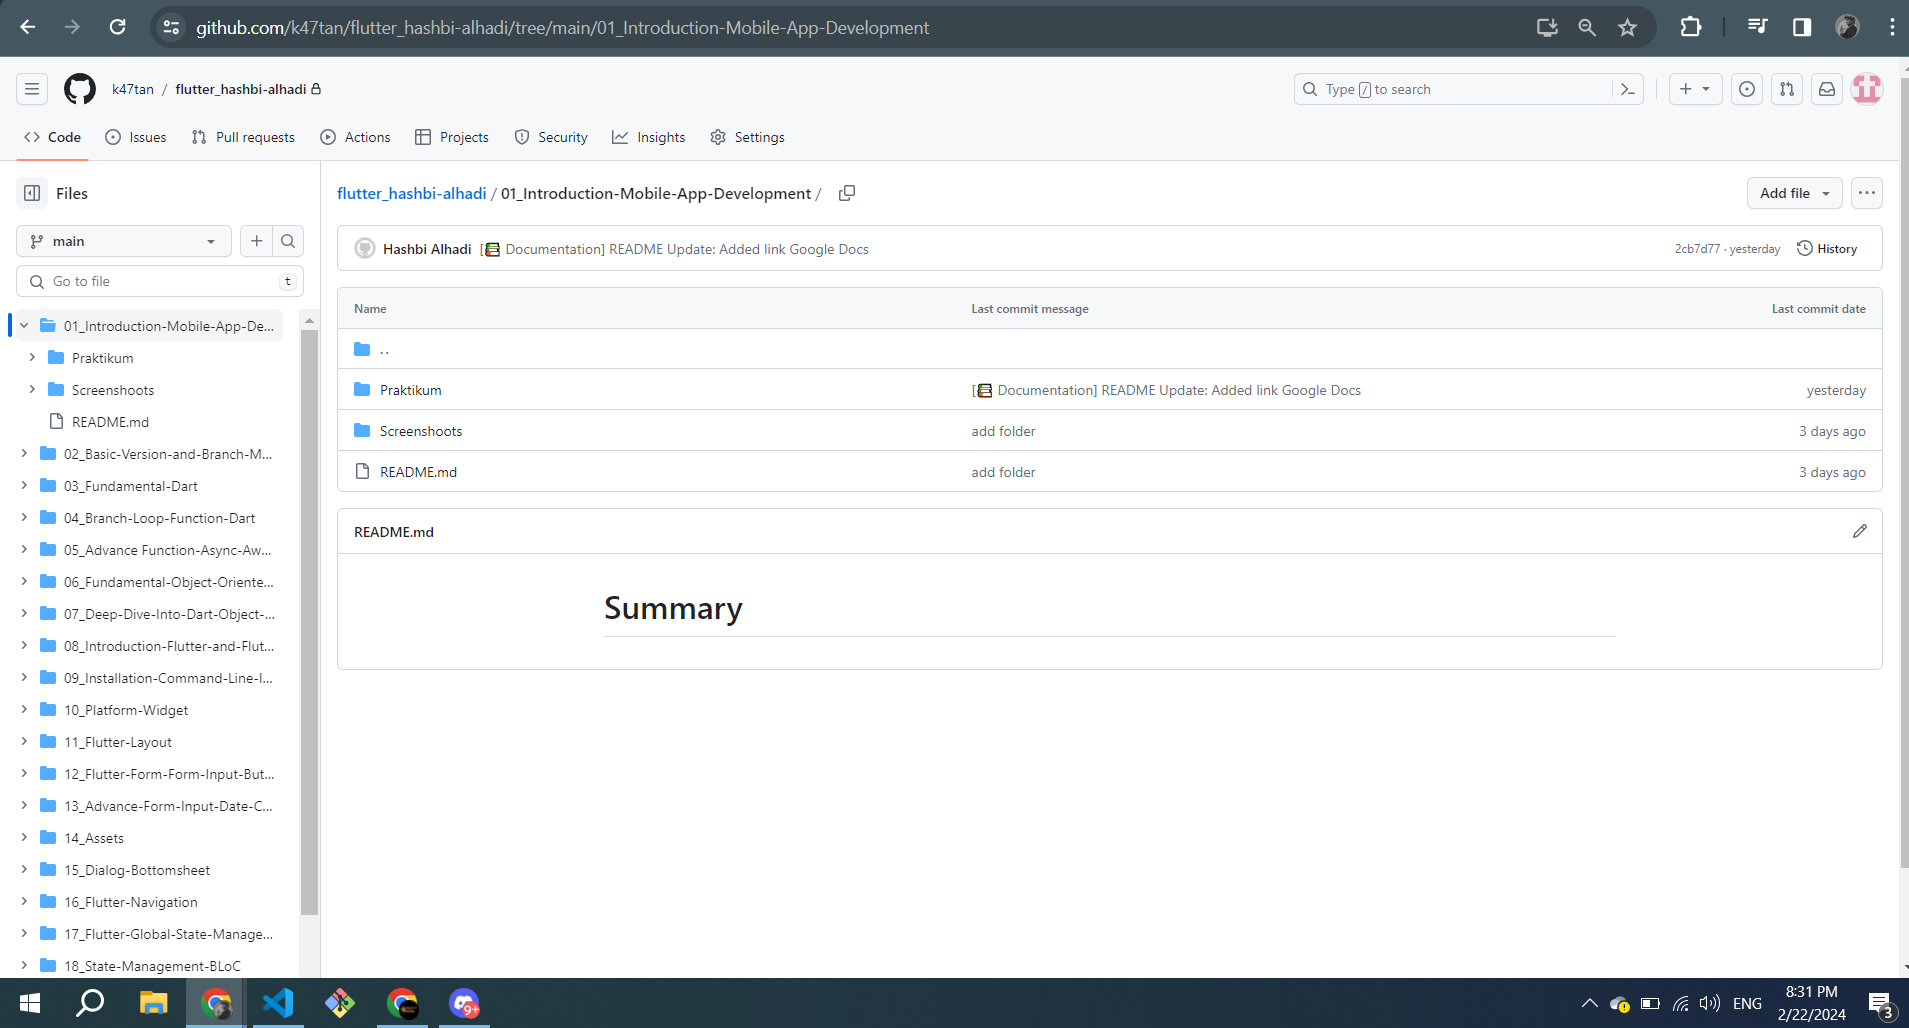 github.com/k47tan/flutter_hashbi-alhadi/tree/main/01_Introduction-Mobile-App-Development
k47tan / flutter_hashbi-alhadi
Type / to search
Code
Issues
Pull requests
Actions
Projects
Security
Insights
Settings
Files
flutter_hashbi-alhadi / 01_Introduction-Mobile-App-Development /
Add file
main
Hashbi Alhadi [ Documentation] README Update: Added link Google Docs
2cb7d77 · yesterday
History
Go to file
t
Name
Last commit message
Last commit date
..
Praktikum
[ Documentation] README Update: Added link Google Docs
yesterday
Screenshoots
add folder
3 days ago
README.md
add folder
3 days ago
README.md
Summary
01_Introduction-Mobile-App-De...
Praktikum
Screenshoots
README.md
02_Basic-Version-and-Branch-M...
03_Fundamental-Dart
04_Branch-Loop-Function-Dart
05_Advance Function-Async-Aw...
06_Fundamental-Object-Oriente...
07_Deep-Dive-Into-Dart-Object-...
08_Introduction-Flutter-and-Flut...
09_Installation-Command-Line-I...
10_Platform-Widget
11_Flutter-Layout
12_Flutter-Form-Form-Input-But...
13_Advance-Form-Input-Date-C...
14_Assets
15_Dialog-Bottomsheet
16_Flutter-Navigation
17_Flutter-Global-State-Manage...
18_State-Management-BLoC
9+
ENG
8:31 PM
2/22/2024
3